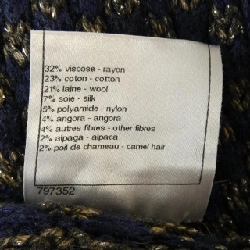 32% viscose - rayon
23% coton - cotton
21% laine - wool
7% soie - silk
5% polyamide - nylon
4% angora - angora
4% autres fibres - other fibres
2% alpaga - alpaca
2% poil de chameau - camel hair
797352